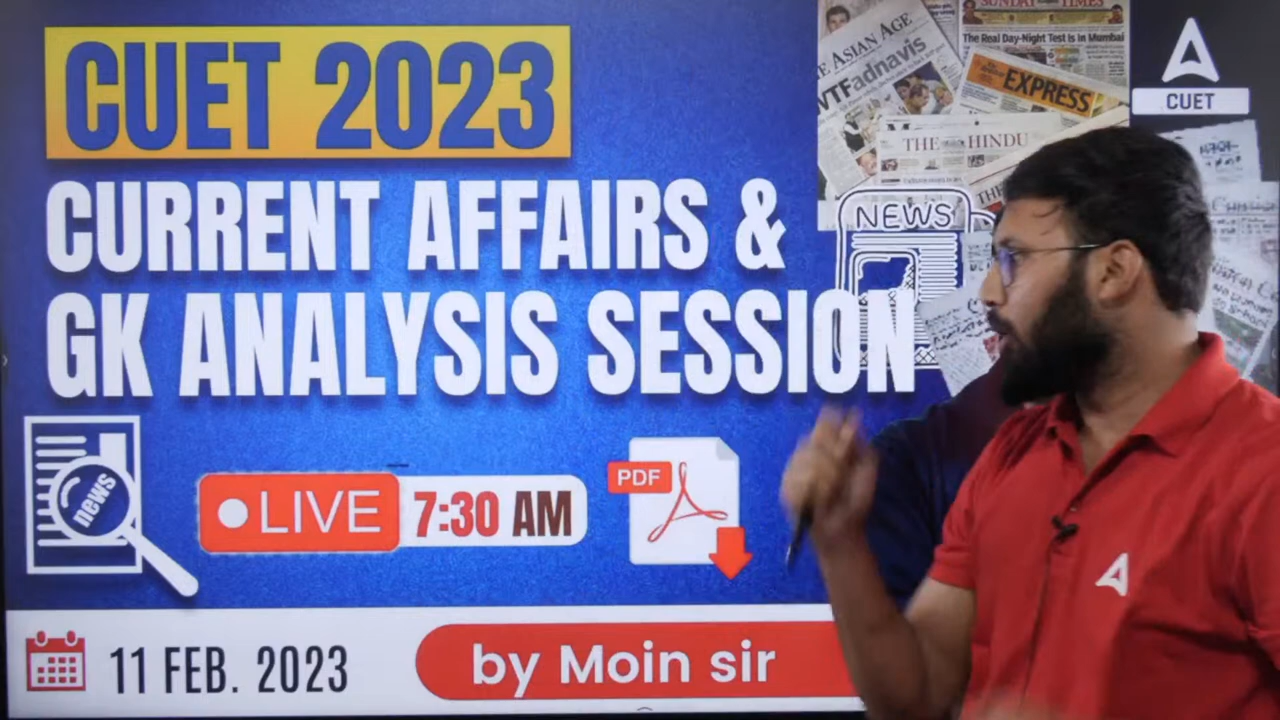 CUET 2023
CURRENT AFFAIRS &
GK ANALYSIS SESSION
LIVE 7:30 AM
PDF
news
11 FEB. 2023
by Moin sir
CUET
NEWS
ASIAN AGE
Fadnavis
SUNDAY TIMES
The Real Day-Night Test Is in Mumbai
EXPRESS
THE HINDU
THE